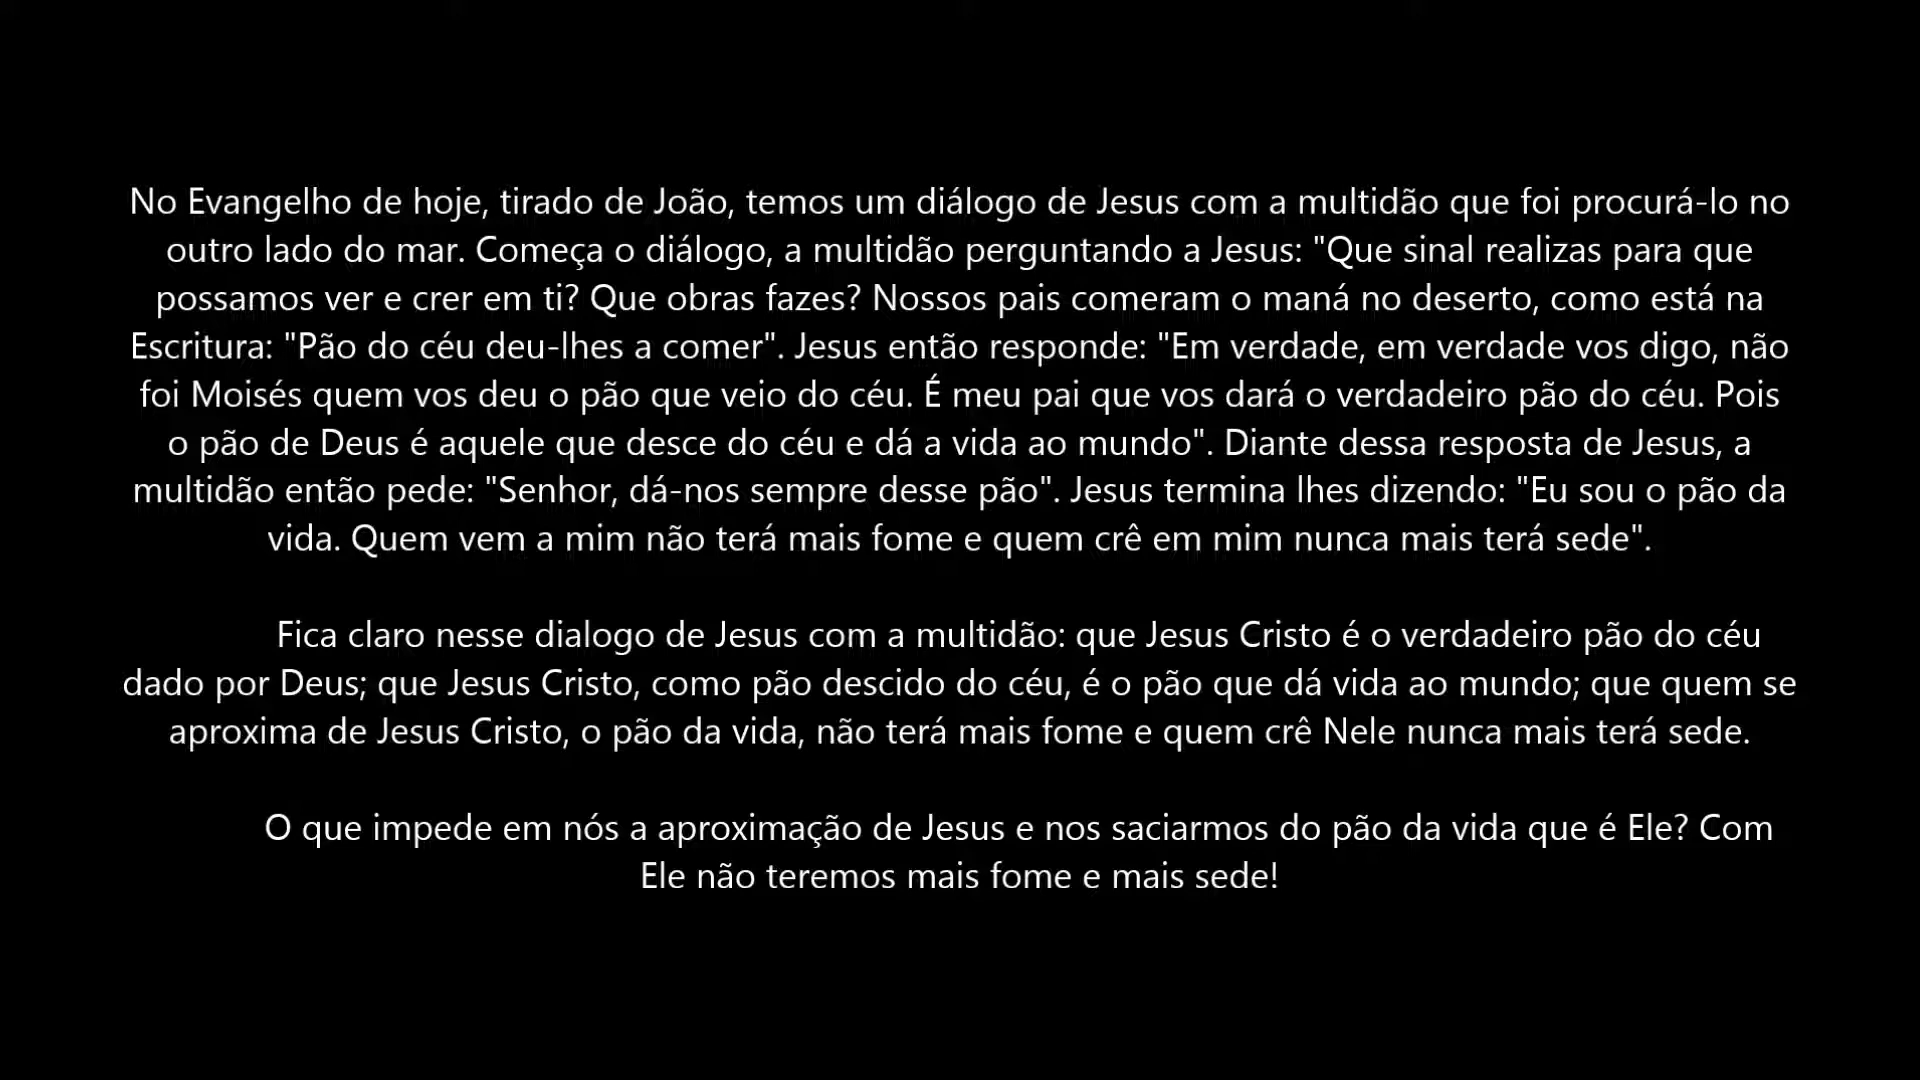 No Evangelho de hoje, tirado de João, temos um diálogo de Jesus com a multidão que foi procurá-lo no
outro lado do mar. Começa o diálogo, a multidão perguntando a Jesus: "Que sinal realizas para que
possamos ver e crer em ti? Que obras fazes? Nossos pais comeram o maná no deserto, como está na
Escritura: "Pão do céu deu-lhes a comer". Jesus então responde: "Em verdade, em verdade vos digo, não
foi Moisés quem vos deu o pão que veio do céu. É meu pai que vos dará o verdadeiro pão do céu. Pois
o pão de Deus é aquele que desce do céu e dá a vida ao mundo". Diante dessa resposta de Jesus, a
multidão então pede: "Senhor, dá-nos sempre desse pão". Jesus termina lhes dizendo: "Eu sou o pão da
vida. Quem vem a mim não terá mais fome e quem crê em mim nunca mais terá sede".
Fica claro nesse dialogo de Jesus com a multidão: que Jesus Cristo é o verdadeiro pão do céu
dado por Deus; que Jesus Cristo, como pão descido do céu, é o pão que dá vida ao mundo; que quem se
aproxima de Jesus Cristo, o pão da vida, não terá mais fome e quem crê Nele nunca mais terá sede.
O que impede em nós a aproximação de Jesus e nos saciarmos do pão da vida que é Ele? Com
Ele não teremos mais fome e mais sede!